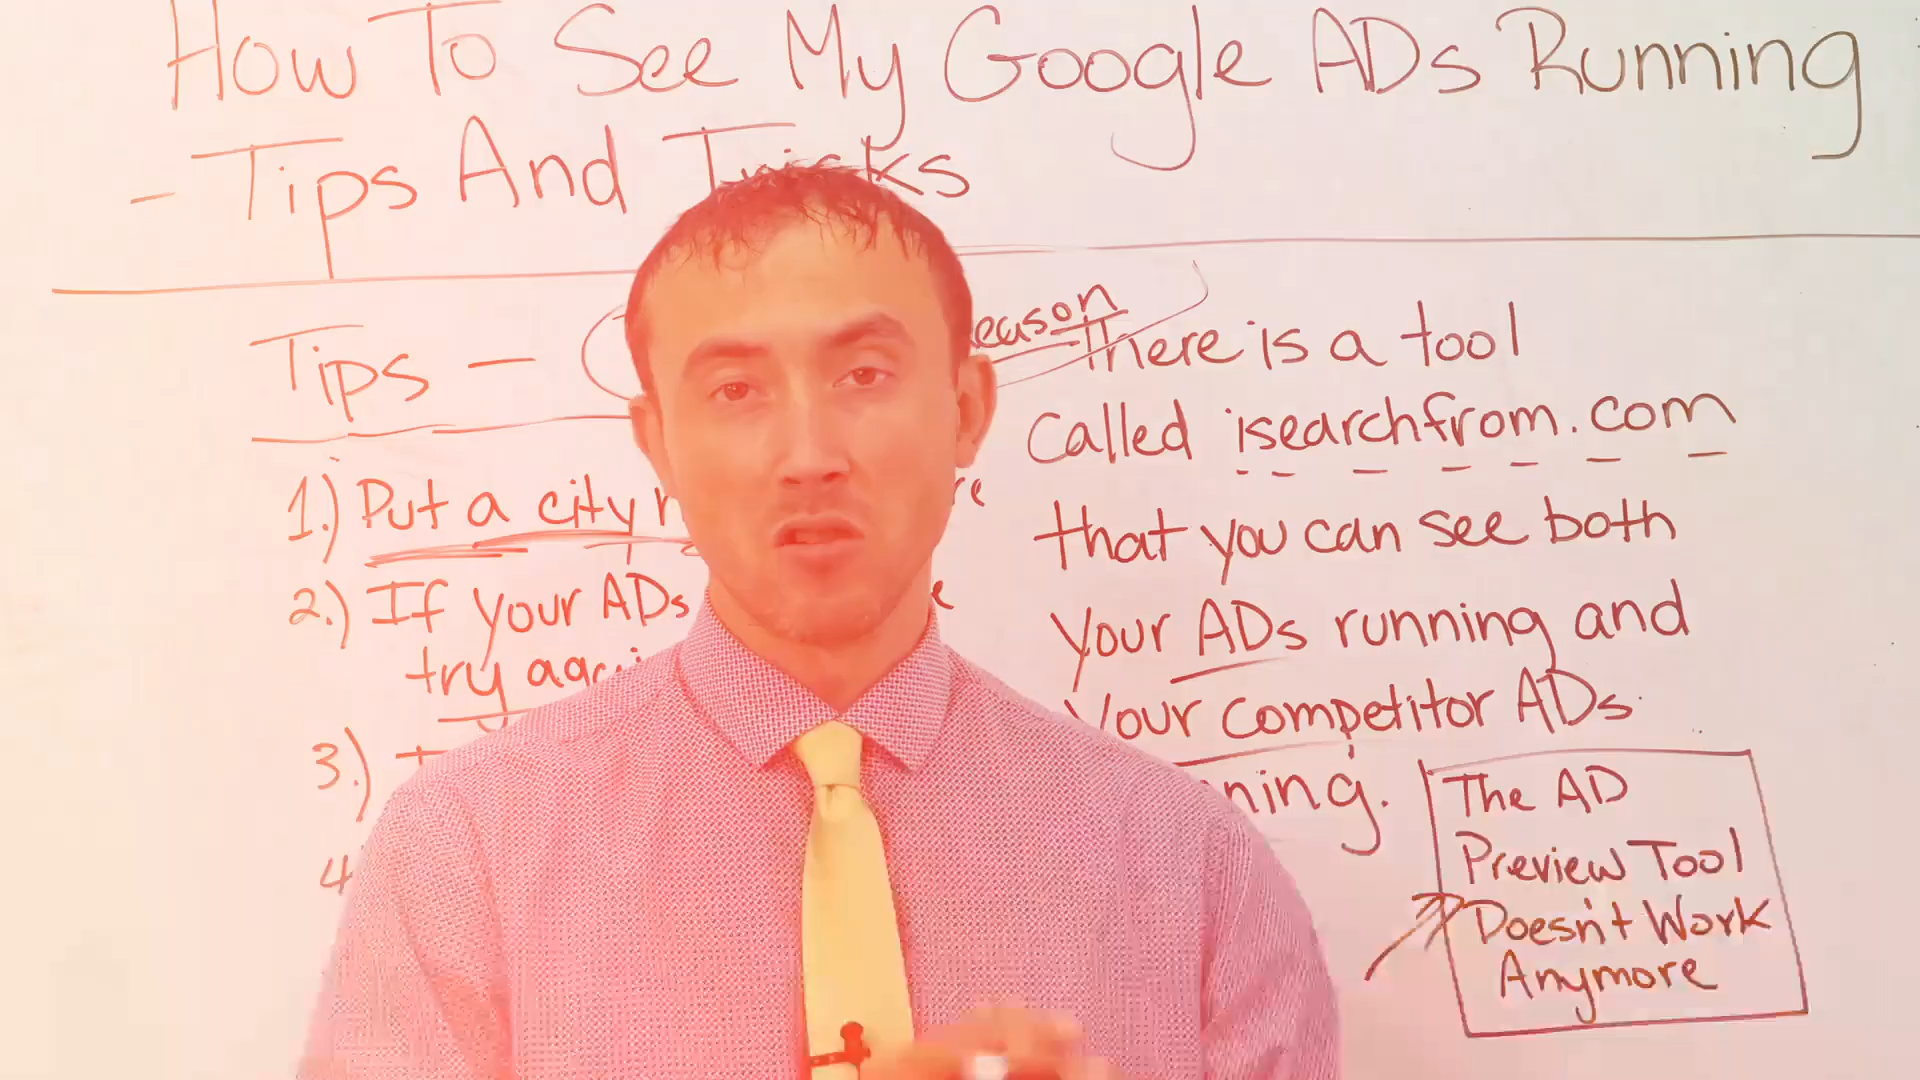 How To See My Google ADs Running
- Tips And Tricks
Tips -
1.) Put a city
2.) If your ADs
try
3.)
4
There is a tool
called isearchfrom.com
that you can see both
your ADs running and
your competitor ADs
The AD
Preview Tool
Doesn't Work
Anymore